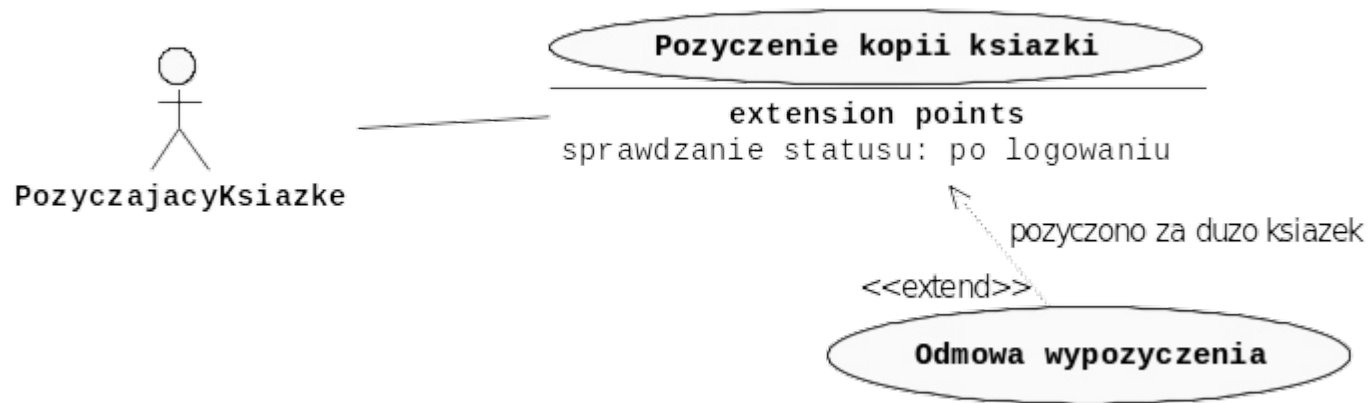 Pozyczenie kopii ksiazki
extension points
sprawdzanie statusu: po logowaniu
PozyczajacyKsiazke
pozyczono za duzo ksiazek
<<extend>>
Odmowa wypozyczenia